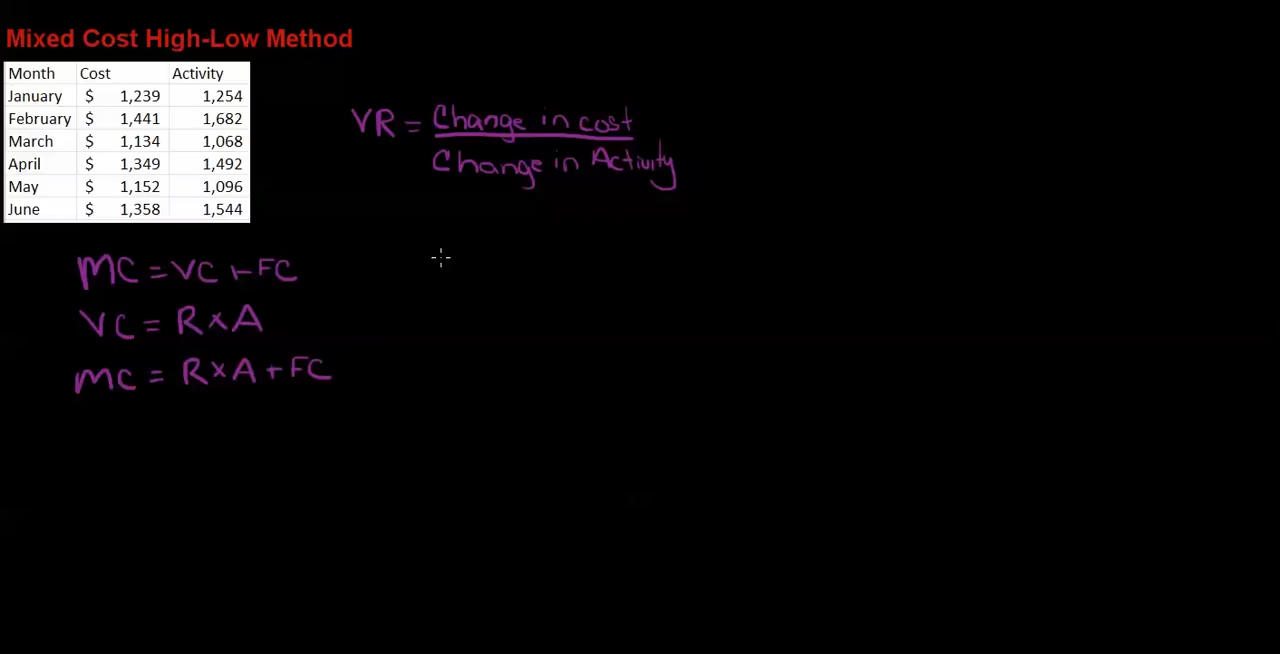 Mixed Cost High-Low Method
Month Cost Activity
January $ 1,239 1,254
February $ 1,441 1,682
March $ 1,134 1,068
April $ 1,349 1,492
May $ 1,152 1,096
June $ 1,358 1,544
VR = Change in cost
Change in Activity
MC = VC + FC
VC = R x A
MC = R x A + FC